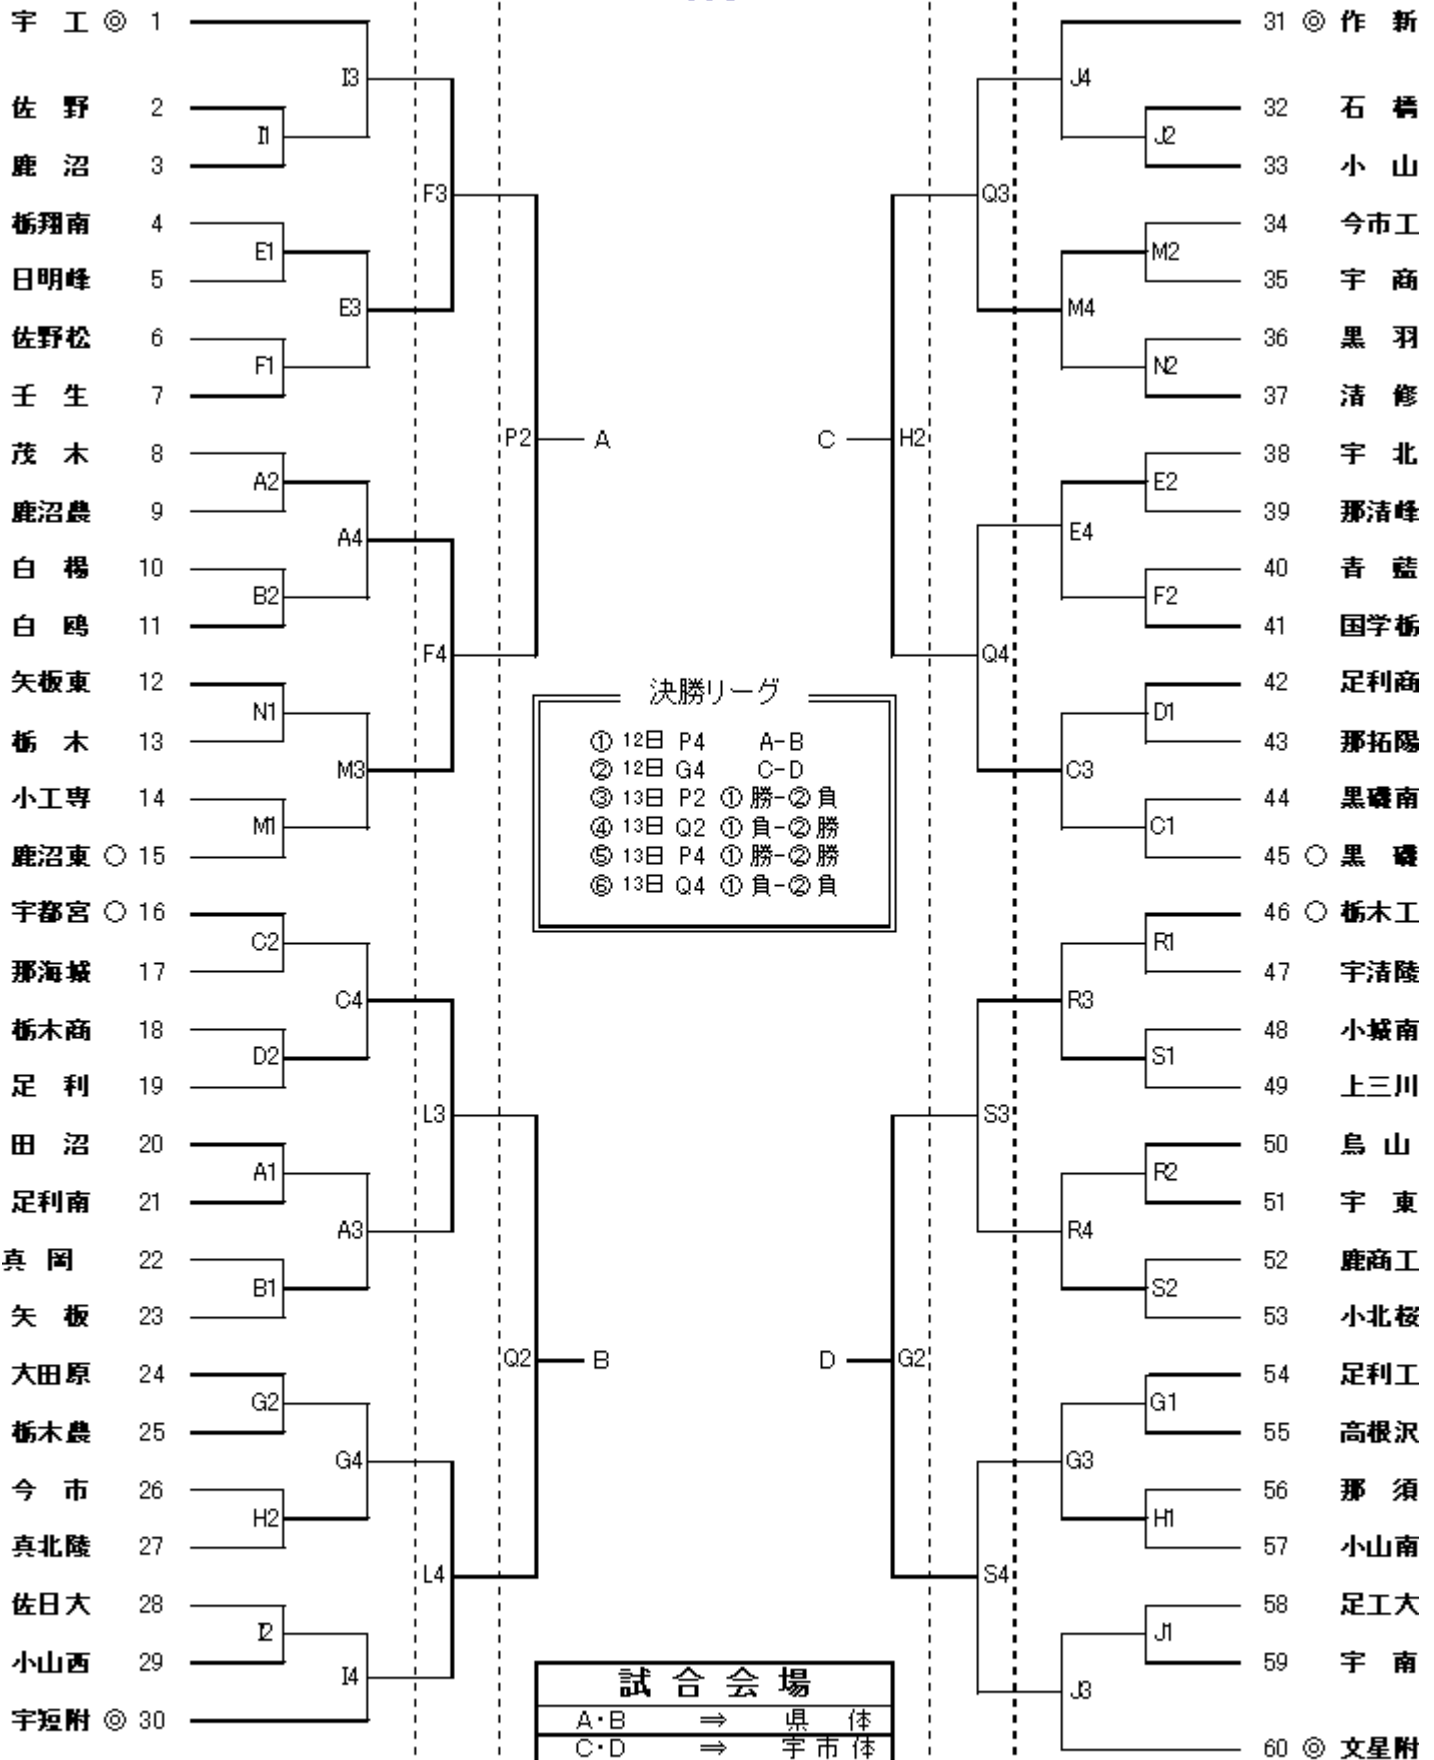 宇 工 ◎ 1
I3
佐 野 2
I1
鹿 沼 3
F3
栃翔南 4
E1
日明峰 5
E3
佐野松 6
F1
壬 生 7
P2 A
茂 木 8
A2
鹿沼農 9
A4
白 楊 10
B2
白 鴎 11
F4
矢板東 12
N1
栃 木 13
M3
小工専 14
M1
鹿沼東 ○ 15
宇都宮 ○ 16
C2
那海城 17
C4
栃木商 18
D2
足 利 19
L3
田 沼 20
A1
足利南 21
A3
真 岡 22
B1
矢 板 23
Q2 B
大田原 24
G2
栃木農 25
G4
今 市 26
H2
真北陵 27
L4
佐日大 28
I2
小山西 29
I4
宇短附 ◎ 30
31 ◎ 作 新
J4
32 石 橋
J2
33 小 山
Q3
34 今市工
M2
35 宇 商
M4
36 黒 羽
N2
37 清 修
C H2
38 宇 北
E2
39 那清峰
E4
40 青 藍
F2
41 国学栃
Q4
42 足利商
D1
43 那拓陽
C3
44 黒磯南
C1
45 ○ 黒 磯
46 ○ 栃木工
R1
47 宇清陵
R3
48 小城南
S1
49 上三川
S3
50 烏 山
R2
51 宇 東
R4
52 鹿商工
S2
53 小北桜
D G2
54 足利工
G1
55 高根沢
G3
56 那 須
H1
57 小山南
S4
58 足工大
J1
59 宇 南
J3
60 ◎ 文星附
決勝リーグ
① 12日 P4 A-B
② 12日 G4 C-D
③ 13日 P2 ①勝-②負
④ 13日 Q2 ①負-②勝
⑤ 13日 P4 ①勝-②勝
⑥ 13日 Q4 ①負-②負
試 合 会 場
A・B ⇒ 県 体
C・D ⇒ 宇 市 体